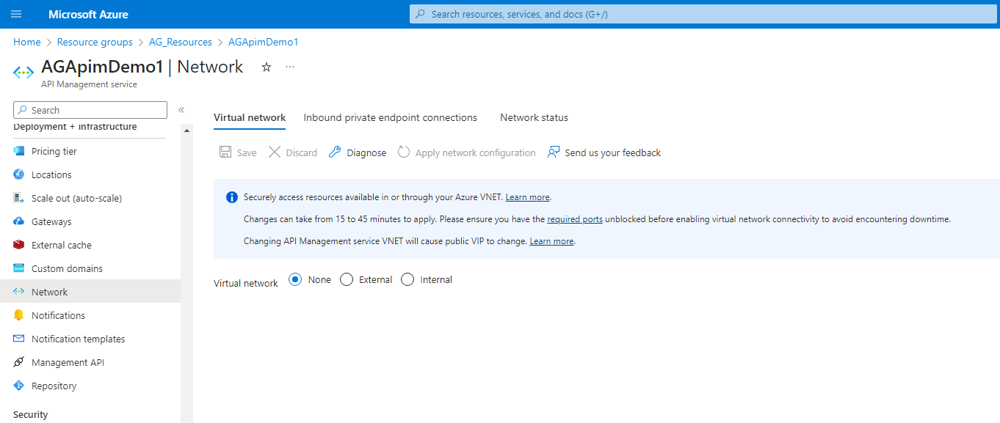 Microsoft Azure
Search resources, services, and docs (G+/)
Home > Resource groups > AG_Resources > AGApimDemo1
AGApimDemo1 | Network
API Management service
Search
Deployment + infrastructure
Pricing tier
Locations
Scale out (auto-scale)
Gateways
External cache
Custom domains
Network
Notifications
Notification templates
Management API
Repository
Security
Virtual network Inbound private endpoint connections Network status
Save Discard Diagnose Apply network configuration Send us your feedback
Securely access resources available in or through your Azure VNET. Learn more.
Changes can take from 15 to 45 minutes to apply. Please ensure you have the required ports unblocked before enabling virtual network connectivity to avoid encountering downtime.
Changing API Management service VNET will cause public VIP to change. Learn more.
Virtual network None External Internal